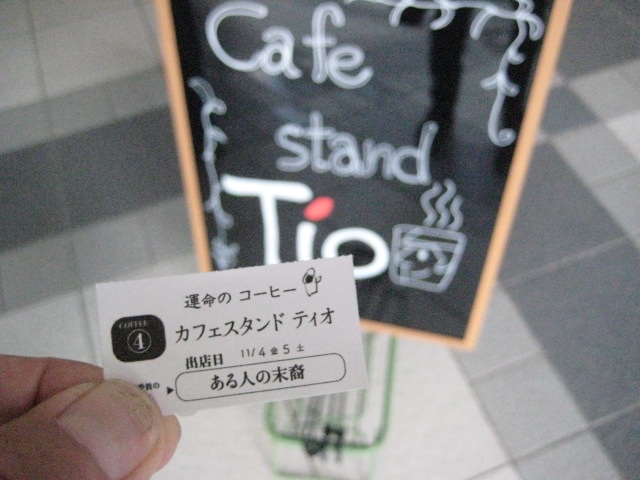 Cafe
stand
Tio
運命の コーヒー
COFFEE
4
カフェスタンド ティオ
出店日 11/4金5土
ある人の末裔